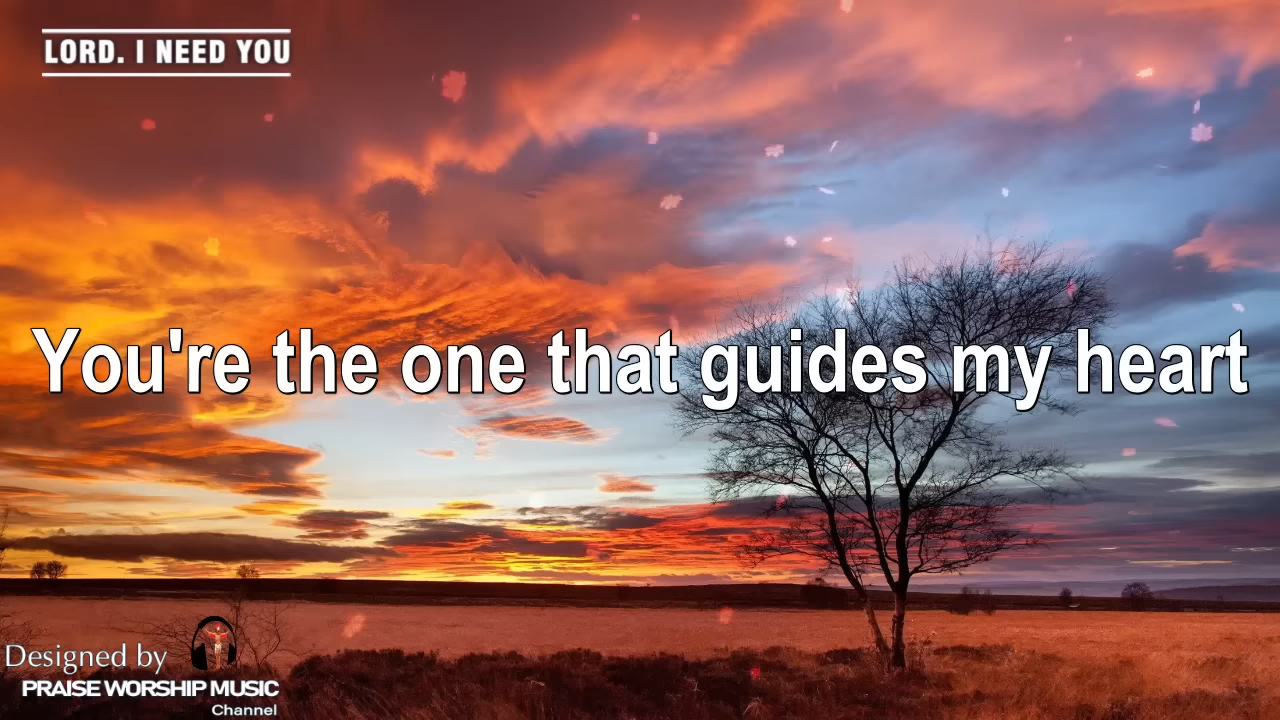 LORD. I NEED YOU
You're the one that guides my heart
Designed by
PRAISE WORSHIP MUSIC
Channel